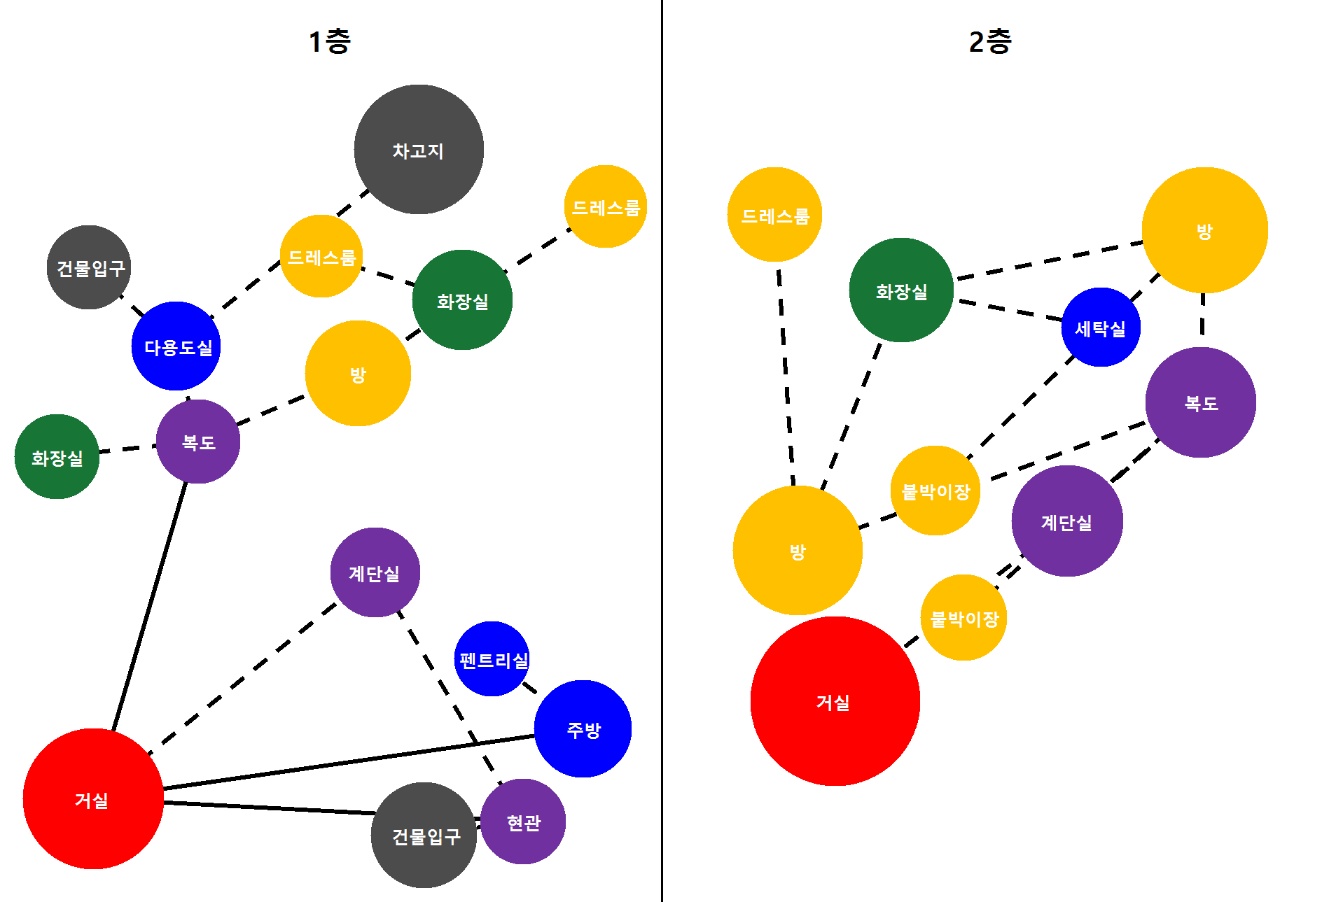 1층
차고지
드레스룸
드레스룸
건물입구
화장실
다용도실
방
복도
화장실
계단실
펜트리실
주방
거실
현관
건물입구
2층
드레스룸
방
화장실
세탁실
복도
붙박이장
계단실
방
붙박이장
거실